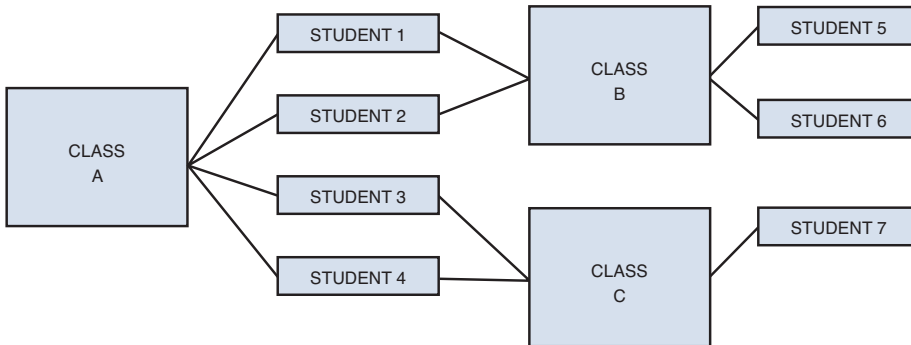 CLASS
A
STUDENT 1
STUDENT 2
STUDENT 3
STUDENT 4
CLASS
B
CLASS
C
STUDENT 5
STUDENT 6
STUDENT 7